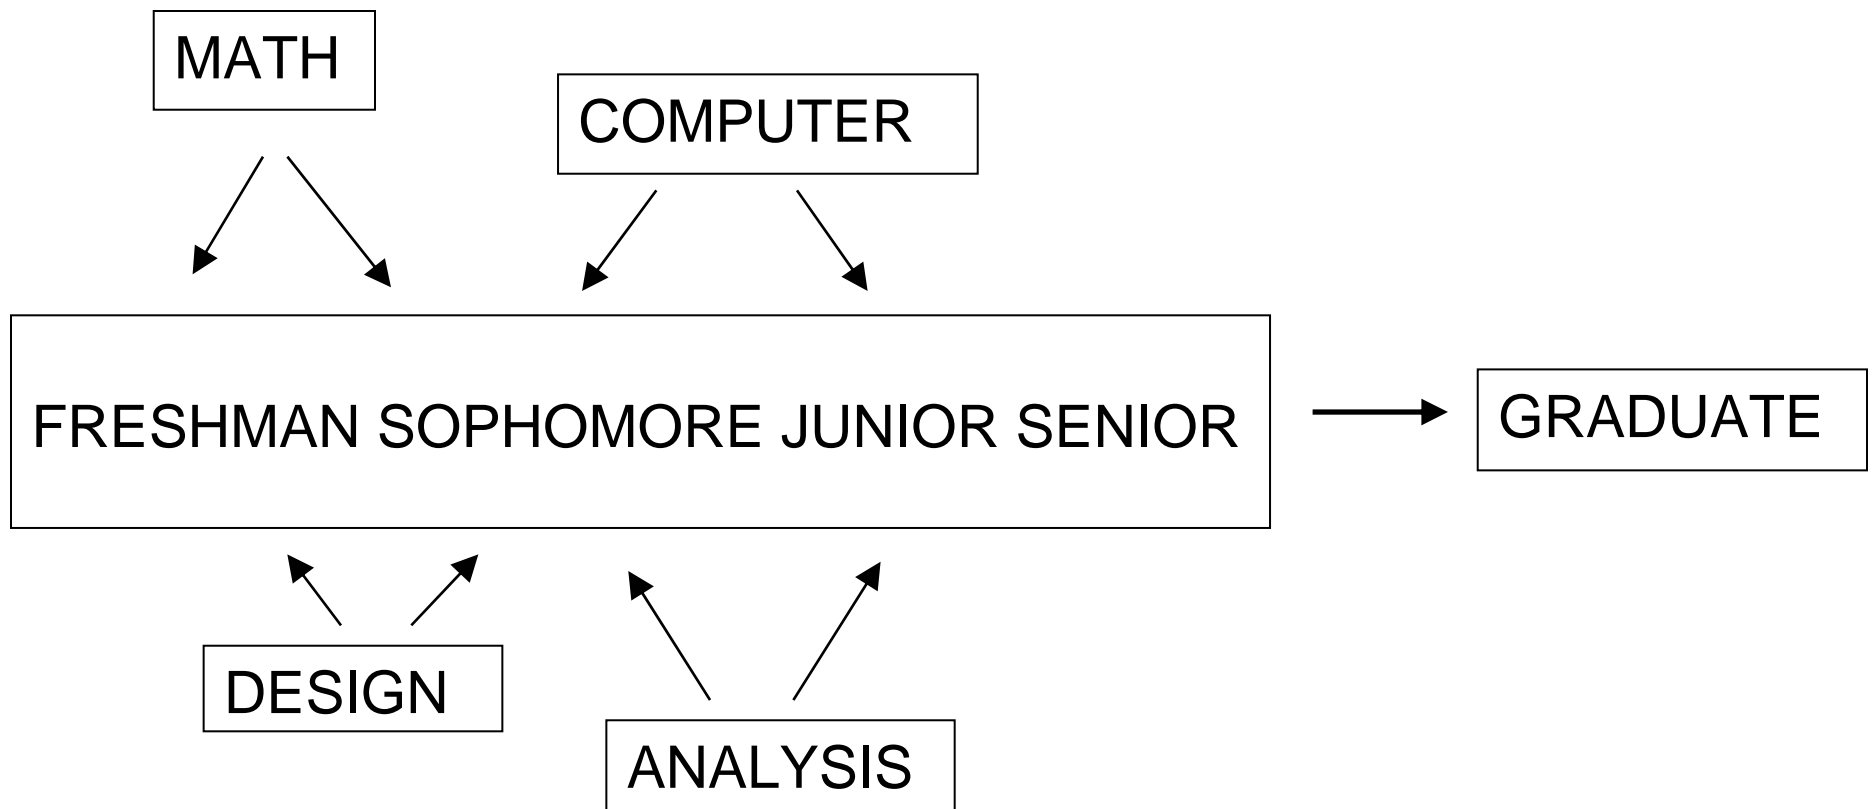 MATH
COMPUTER
FRESHMAN SOPHOMORE JUNIOR SENIOR
GRADUATE
DESIGN
ANALYSIS